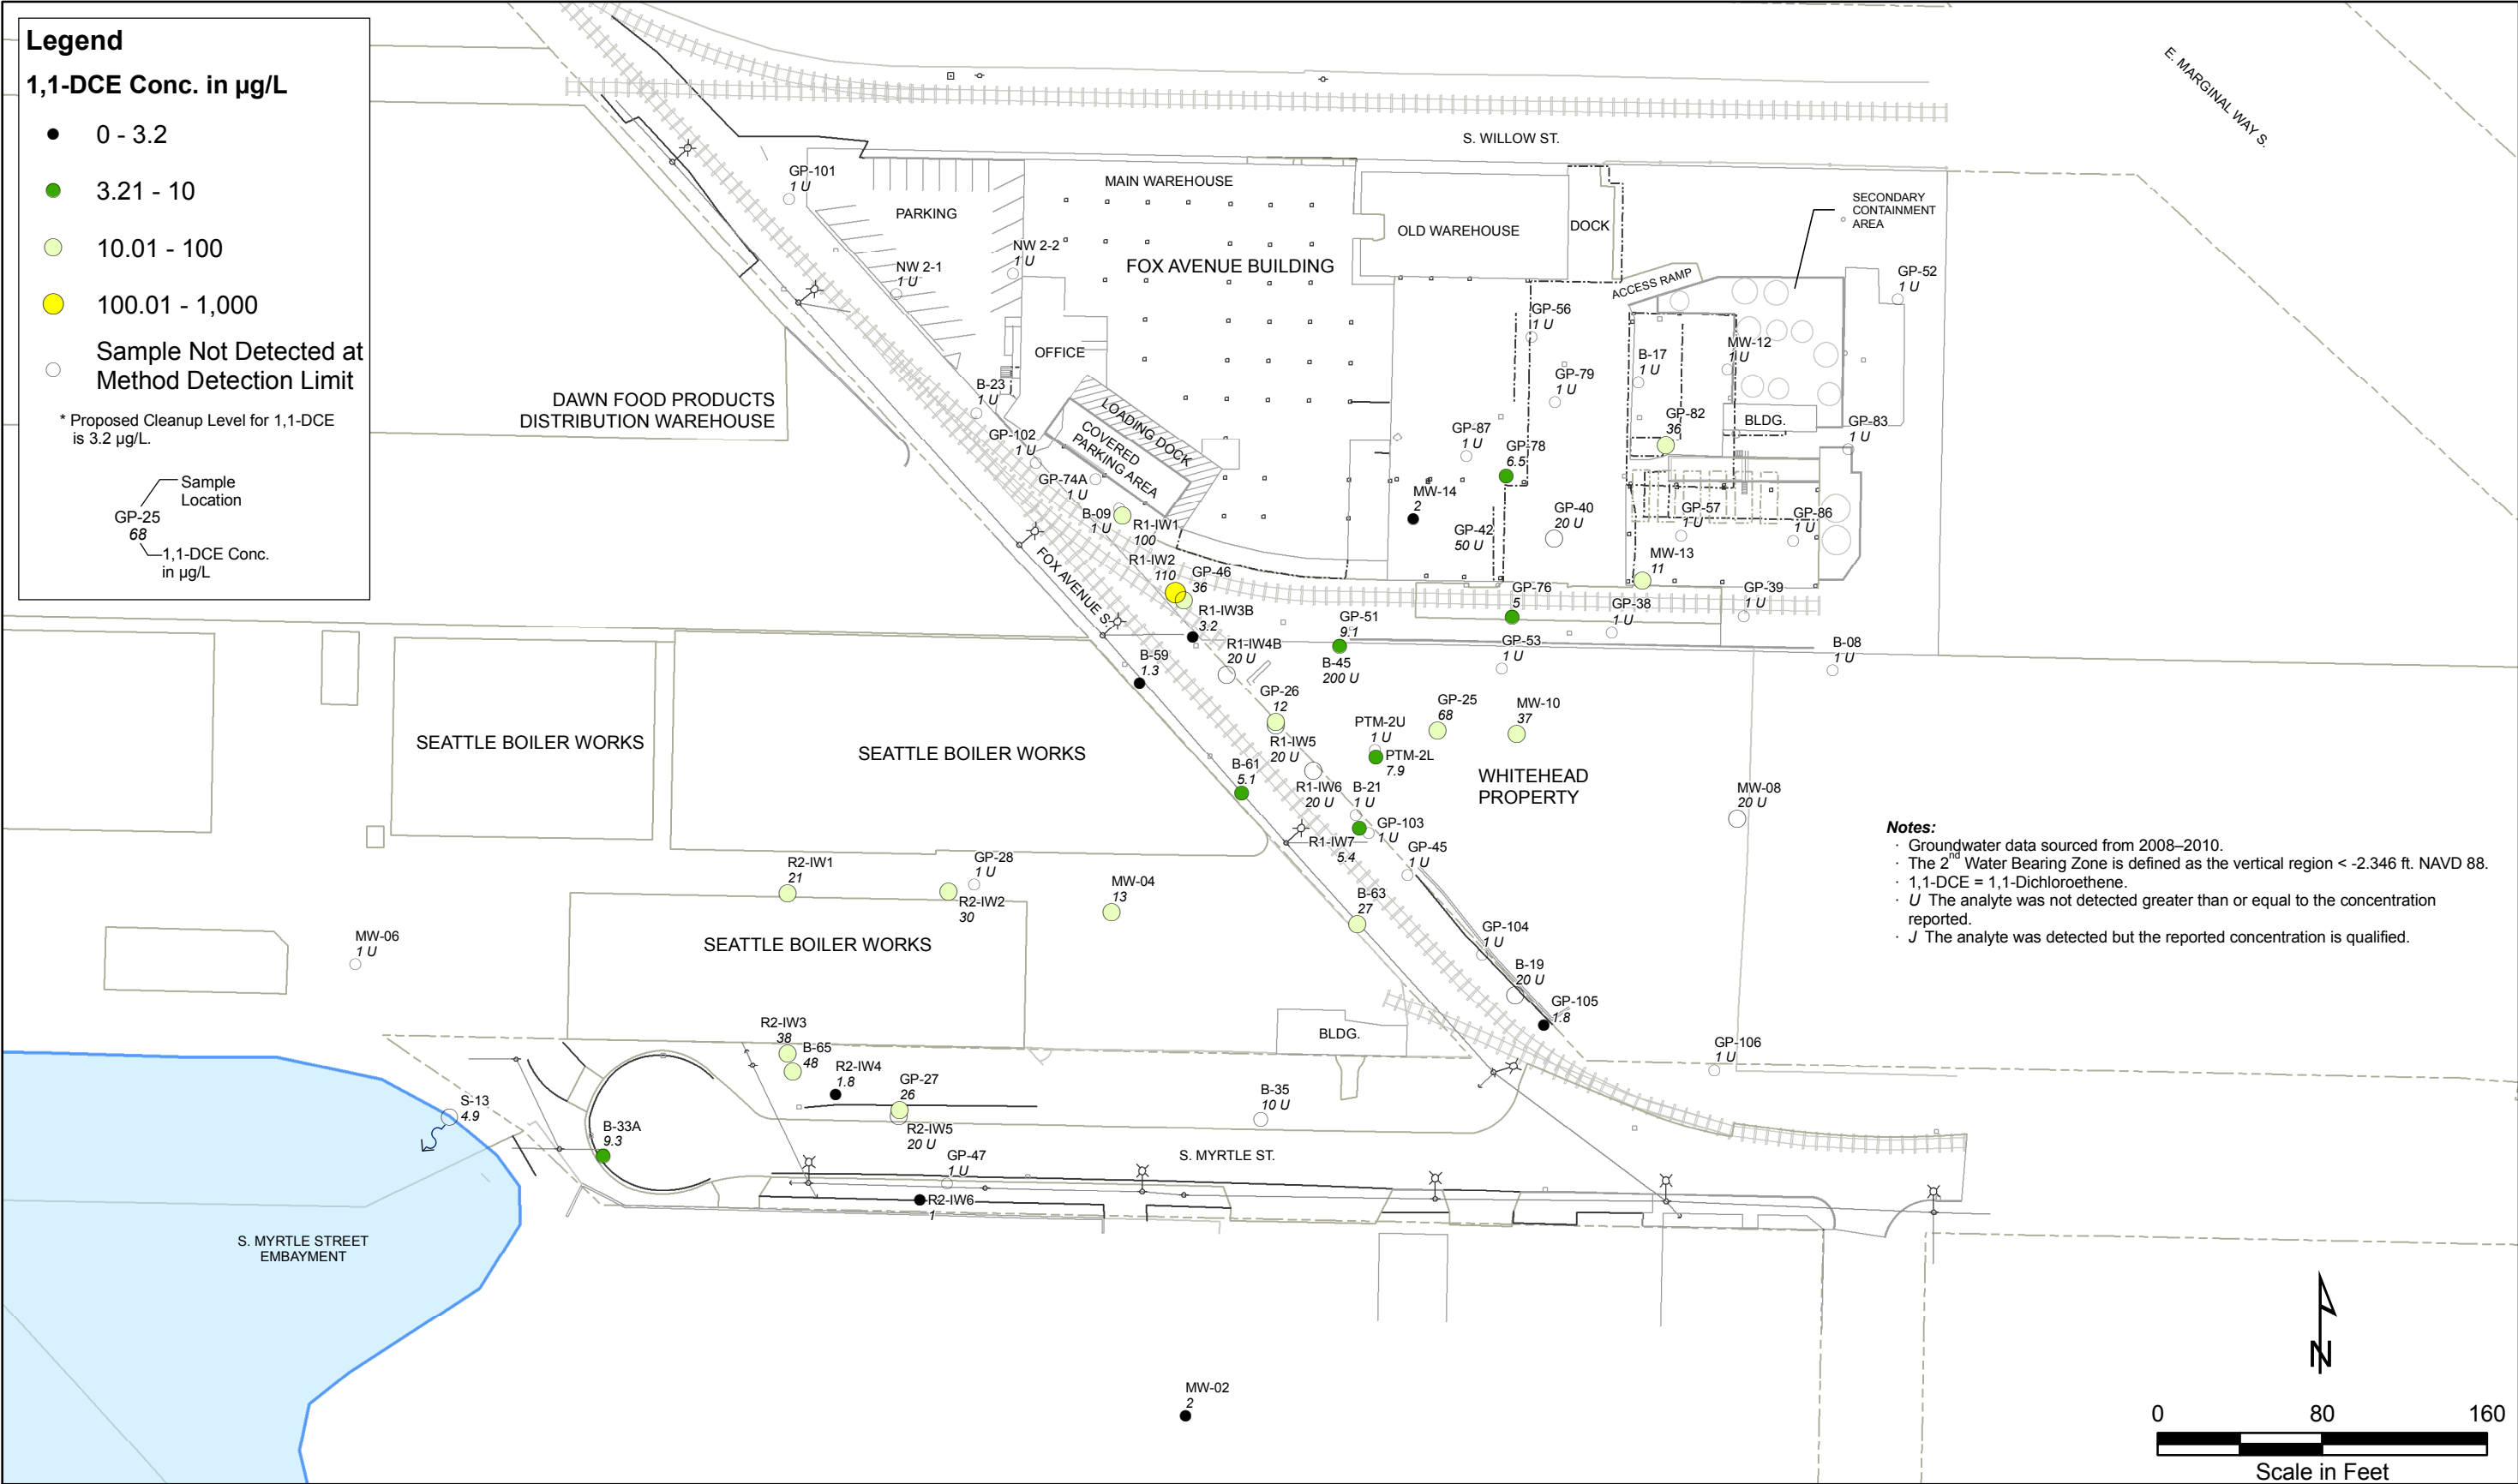 Legend
1,1-DCE Conc. in µg/L
0 - 3.2
3.21 - 10
10.01 - 100
100.01 - 1,000
Sample Not Detected at
Method Detection Limit
* Proposed Cleanup Level for 1,1-DCE
is 3.2 µg/L.
Sample
Location
GP-25
68
1,1-DCE Conc.
in µg/L
E. MARGINAL WAY S.
S. WILLOW ST.
GP-101
1 U
PARKING
MAIN WAREHOUSE
OLD WAREHOUSE
DOCK
SECONDARY
CONTAINMENT
AREA
NW 2-2
1 U
NW 2-1
1 U
FOX AVENUE BUILDING
ACCESS RAMP
GP-52
1 U
GP-56
1 U
OFFICE
B-17
1 U
MW-12
1 U
GP-79
1 U
B-23
1 U
DAWN FOOD PRODUCTS
DISTRIBUTION WAREHOUSE
LOADING DOCK
COVERED
PARKING AREA
GP-82
36
BLDG.
GP-83
1 U
GP-102
1 U
GP-87
1 U
GP-78
6.5
GP-74A
1 U
MW-14
2
B-09
1 U
R1-IW1
100
GP-42
50 U
GP-40
20 U
GP-57
1 U
GP-86
1 U
FOX AVENUE S.
R1-IW2
110
GP-46
36
MW-13
11
GP-76
5
GP-38
1 U
GP-39
1 U
R1-IW3B
3.2
GP-51
9.1
R1-IW4B
20 U
B-45
200 U
GP-53
1 U
B-08
1 U
B-59
1.3
GP-26
12
R1-IW5
20 U
PTM-2U
1 U
PTM-2L
7.9
GP-25
68
MW-10
37
SEATTLE BOILER WORKS
SEATTLE BOILER WORKS
WHITEHEAD
PROPERTY
B-61
5.1
R1-IW6
20 U
B-21
1 U
GP-103
1 U
R1-IW7
5.4
MW-08
20 U
GP-45
1 U
Notes:
· Groundwater data sourced from 2008–2010.
· The 2nd Water Bearing Zone is defined as the vertical region < -2.346 ft. NAVD 88.
· 1,1-DCE = 1,1-Dichloroethene.
· U The analyte was not detected greater than or equal to the concentration
reported.
· J The analyte was detected but the reported concentration is qualified.
R2-IW1
21
GP-28
1 U
R2-IW2
30
MW-04
13
B-63
27
MW-06
1 U
SEATTLE BOILER WORKS
GP-104
1 U
B-19
20 U
GP-105
1.8
R2-IW3
38
B-65
48
R2-IW4
1.8
BLDG.
GP-106
1 U
S-13
4.9
GP-27
26
R2-IW5
20 U
B-35
10 U
B-33A
9.3
GP-47
1 U
S. MYRTLE ST.
R2-IW6
1
S. MYRTLE STREET
EMBAYMENT
MW-02
2
N
0 80 160
Scale in Feet